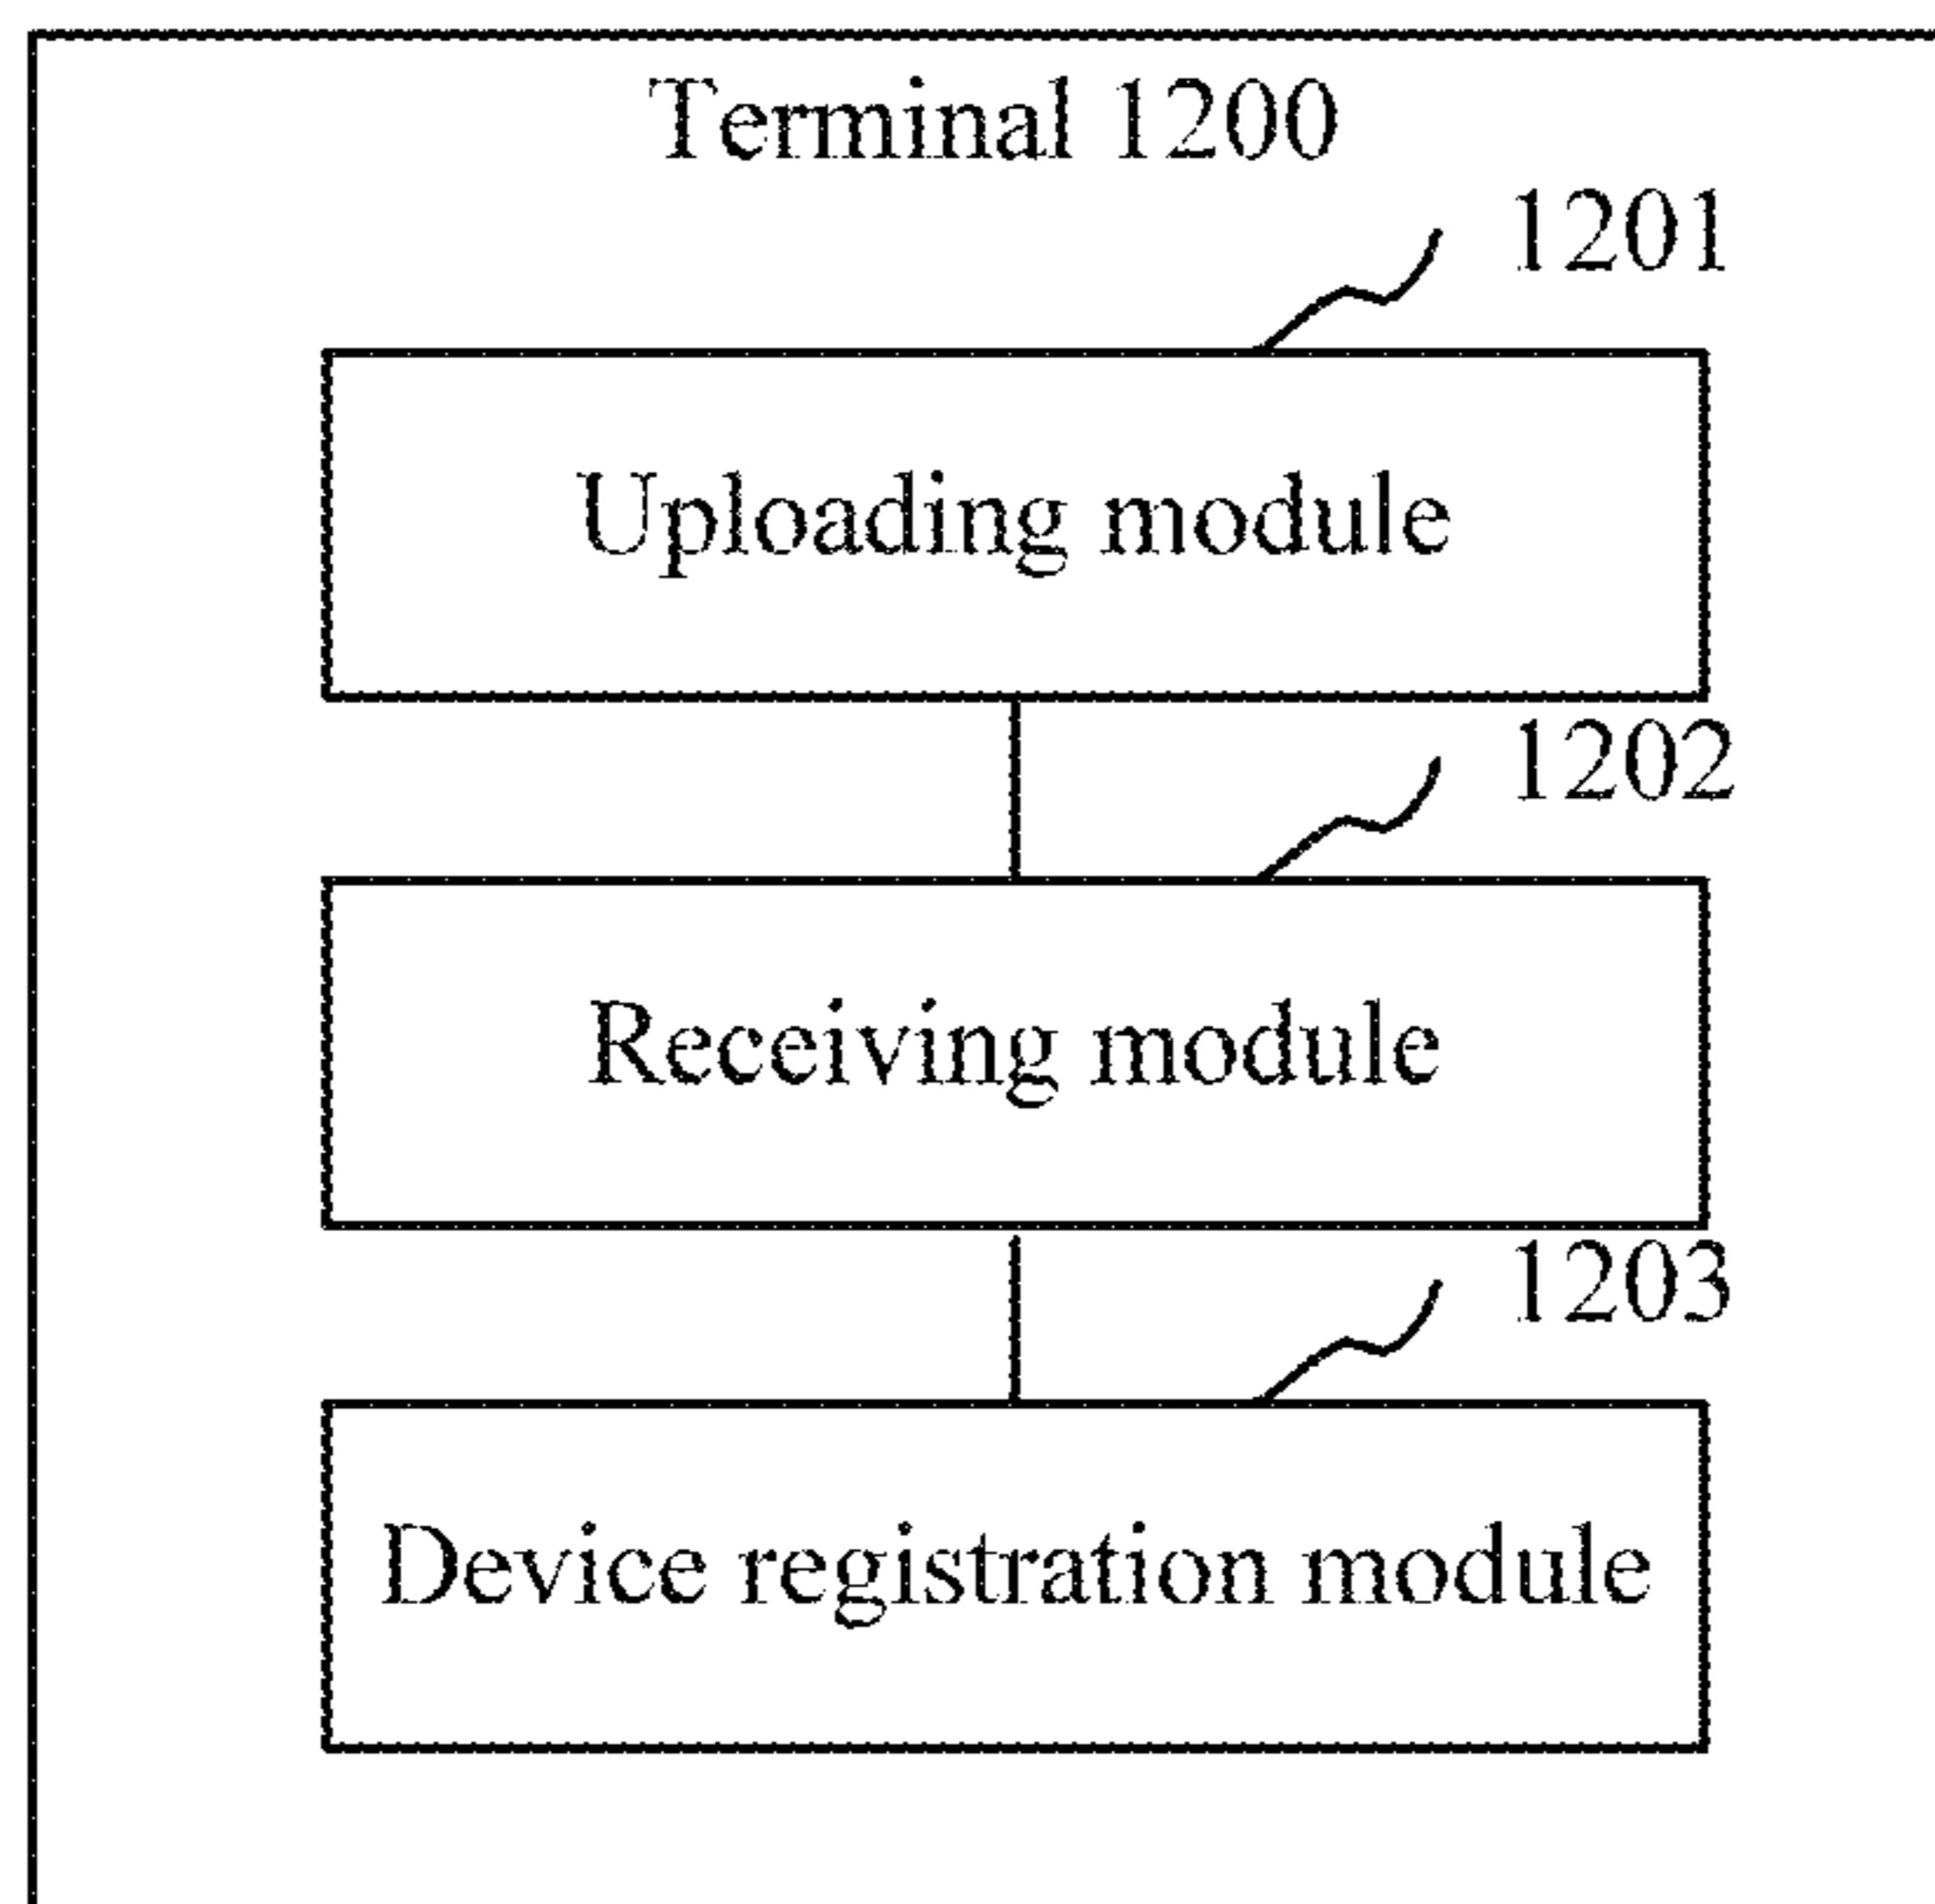 Terminal 1200
1201
Uploading module
1202
Receiving module
1203
Device registration module